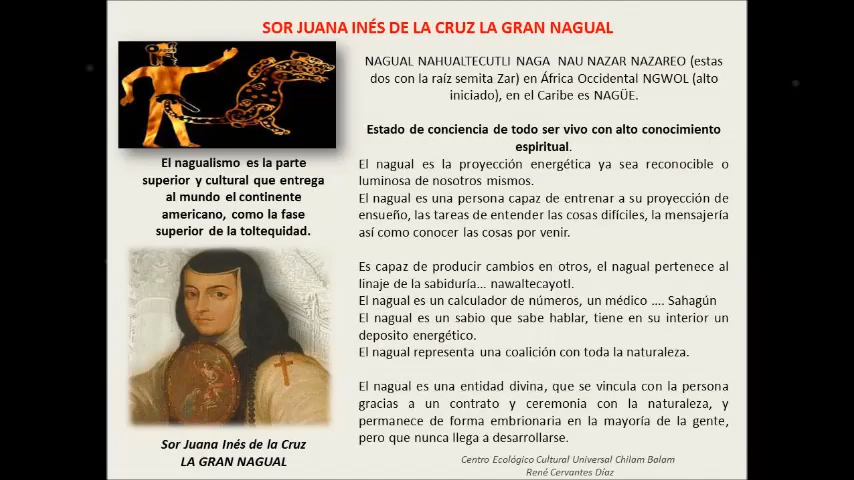 SOR JUANA INÉS DE LA CRUZ LA GRAN NAGUAL
El nagualismo es la parte
superior y cultural que entrega
al mundo el continente
americano, como la fase
superior de la toltequidad.
Sor Juana Inés de la Cruz
LA GRAN NAGUAL
NAGUAL NAHUALTECUTLI NAGA NAU NAZAR NAZAREO (estas
dos con la raíz semita Zar) en África Occidental NGWOL (alto
iniciado), en el Caribe es NAGÜE.
Estado de conciencia de todo ser vivo con alto conocimiento
espiritual.
El nagual es la proyección energética ya sea reconocible o
luminosa de nosotros mismos.
El nagual es una persona capaz de entrenar a su proyección de
ensueño, las tareas de entender las cosas difíciles, la mensajería
así como conocer las cosas por venir.
Es capaz de producir cambios en otros, el nagual pertenece al
linaje de la sabiduría... nawaltecayotl.
El nagual es un calculador de números, un médico .... Sahagún
El nagual es un sabio que sabe hablar, tiene en su interior un
deposito energético.
El nagual representa una coalición con toda la naturaleza.
El nagual es una entidad divina, que se vincula con la persona
gracias a un contrato y ceremonia con la naturaleza, y
permanece de forma embrionaria en la mayoría de la gente,
pero que nunca llega a desarrollarse.
Centro Ecológico Cultural Universal Chilam Balam
René Cervantes Díaz